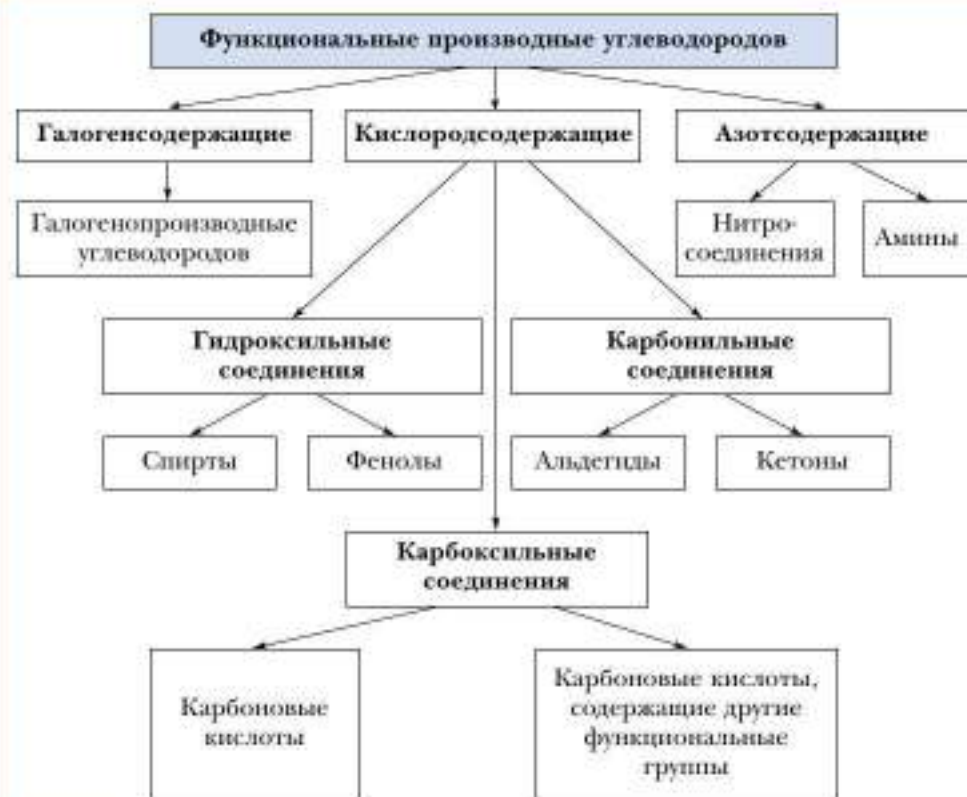 Функциональные производные углеводородов
Галогенсодержащие
Кислородсодержащие
Азотсодержащие
Галогенопроизводные
углеводородов
Нитро-
соединения
Амины
Гидроксильные
соединения
Карбонильные
соединения
Спирты
Фенолы
Альдегиды
Кетоны
Карбоксильные
соединения
Карбоновые
кислоты
Карбоновые кислоты,
содержащие другие
функциональные
группы